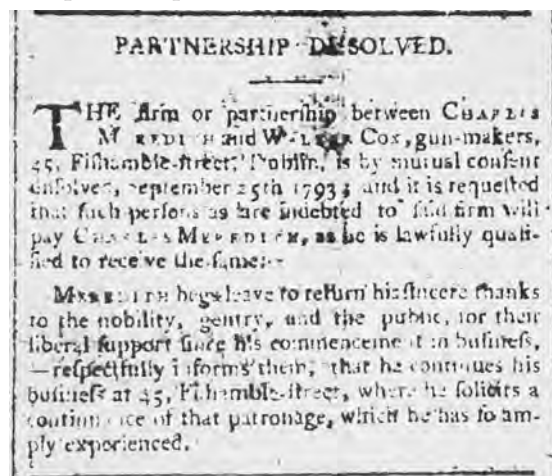 PARTNERSHIP DISSOLVED.
THE firm or partnership between CHARLES
MEREDITH and WALTER Cox, gun-makers,
45, Fiſhamble-ſtreet, Dublin, is by mutual conſent
diſſolved, September 25th 1793; and it is requeſted
that ſuch perſons as are indebted to ſaid firm will
pay CHARLES MEREDITH, as he is lawfully quali-
fied to receive the ſame.
MEREDITH begs leave to return his ſincere thanks
to the nobility, gentry, and the public, for their
liberal ſupport ſince his commencement in buſineſs,
—reſpectfully informs them, that he continues his
buſineſs at 45, Fiſhamble-ſtreet, where he ſolicits a
continuance of that patronage, which he has ſo am-
ply experienced.